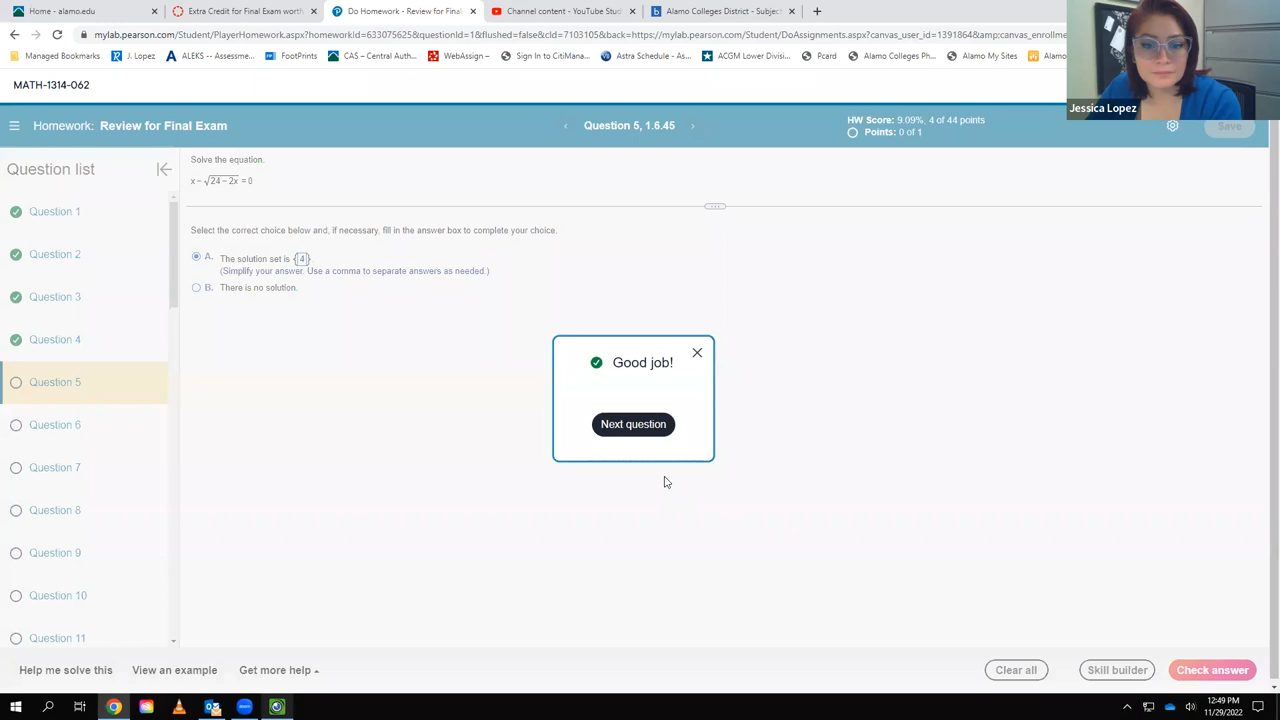 Home - alamo.edu
Extra Credit for Final Exam wort
Do Homework - Review for Final
Channel content - YouTube Stud
Alamo Colleges District - Subject
mylab.pearson.com/Student/PlayerHomework.aspx?homeworkId=633075625&questionId=1&flushed=false&cId=7103105&back=https://mylab.pearson.com/Student/DoAssignments.aspx?canvas_user_id=1391864&amp;canvas_enrollme
Managed Bookmarks
J. Lopez
ALEKS -- Assessme...
FootPrints
CAS – Central Auth...
WebAssign –
Sign In to CitiMana...
Astra Schedule - As...
ACGM Lower Divisi...
Pcard
Alamo Colleges Ph...
Alamo My Sites
Alamo
Jessica Lopez
MATH-1314-062
Homework: Review for Final Exam
Question 5, 1.6.45
HW Score: 9.09%, 4 of 44 points
Points: 0 of 1
Save
Question list
Question 1
Question 2
Question 3
Question 4
Question 5
Question 6
Question 7
Question 8
Question 9
Question 10
Question 11
Solve the equation.
x − √24 − 2x = 0
Select the correct choice below and, if necessary, fill in the answer box to complete your choice.
A. The solution set is {4}.
(Simplify your answer. Use a comma to separate answers as needed.)
B. There is no solution.
Good job!
Next question
Help me solve this
View an example
Get more help
Clear all
Skill builder
Check answer
12:49 PM
11/29/2022